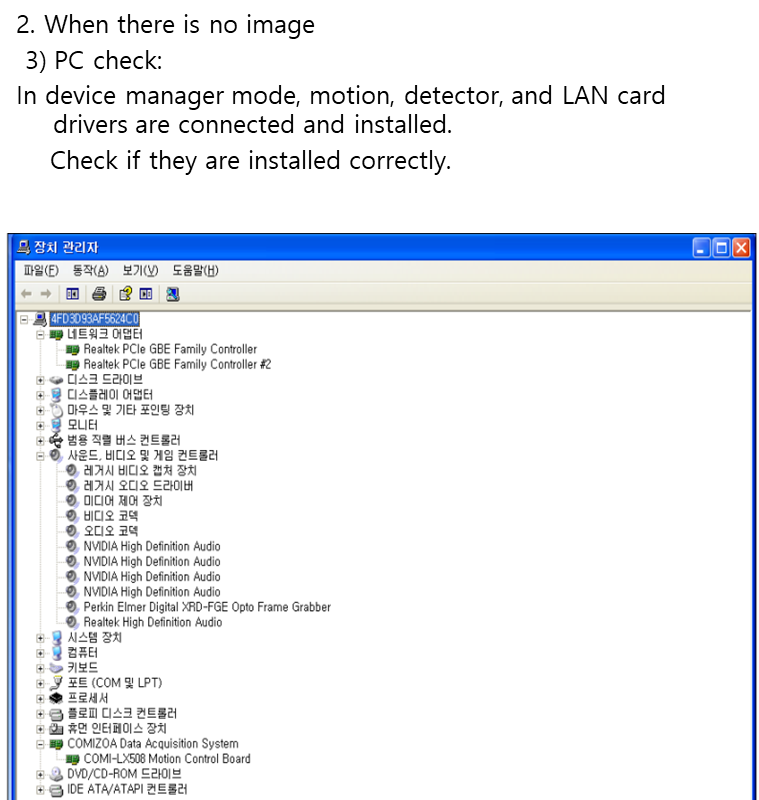 2. When there is no image
3) PC check:
In device manager mode, motion, detector, and LAN card
drivers are connected and installed.
Check if they are installed correctly.
장치 관리자
파일(F) 동작(A) 보기(V) 도움말(H)
4FD3D93AF5624C0
네트워크 어댑터
Realtek PCIe GBE Family Controller
Realtek PCIe GBE Family Controller #2
디스크 드라이브
디스플레이 어댑터
마우스 및 기타 포인팅 장치
모니터
범용 직렬 버스 컨트롤러
사운드, 비디오 및 게임 컨트롤러
레거시 비디오 캡처 장치
레거시 오디오 드라이버
미디어 제어 장치
비디오 코덱
오디오 코덱
NVIDIA High Definition Audio
NVIDIA High Definition Audio
NVIDIA High Definition Audio
NVIDIA High Definition Audio
Perkin Elmer Digital XRD-FGE Opto Frame Grabber
Realtek High Definition Audio
시스템 장치
컴퓨터
키보드
포트 (COM 및 LPT)
프로세서
플로피 디스크 컨트롤러
휴먼 인터페이스 장치
COMIZOA Data Acquisition System
COMI-LX508 Motion Control Board
DVD/CD-ROM 드라이브
IDE ATA/ATAPI 컨트롤러